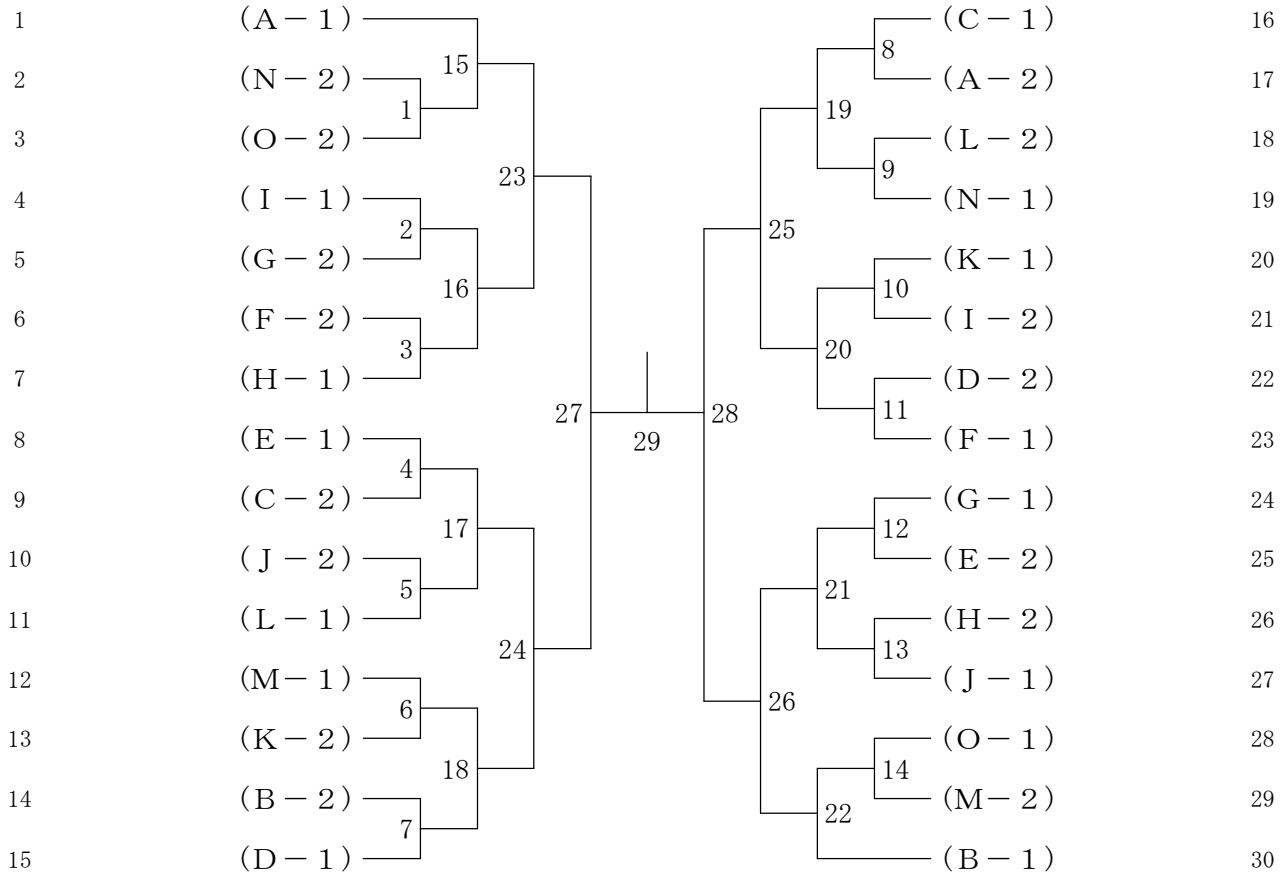 1 (A－1) (C－1) 16
15 8
2 (N－2) (A－2) 17
1 19
3 (O－2) (L－2) 18
23 9
4 (I－1) (N－1) 19
2 25
5 (G－2) (K－1) 20
16 10
6 (F－2) (I－2) 21
3 20
7 (H－1) (D－2) 22
27 28 11
8 (E－1) 29 (F－1) 23
4
9 (C－2) (G－1) 24
17 12
10 (J－2) (E－2) 25
5 21
11 (L－1) (H－2) 26
24 13
12 (M－1) (J－1) 27
6 26
13 (K－2) (O－1) 28
18 14
14 (B－2) (M－2) 29
7 22
15 (D－1) (B－1) 30